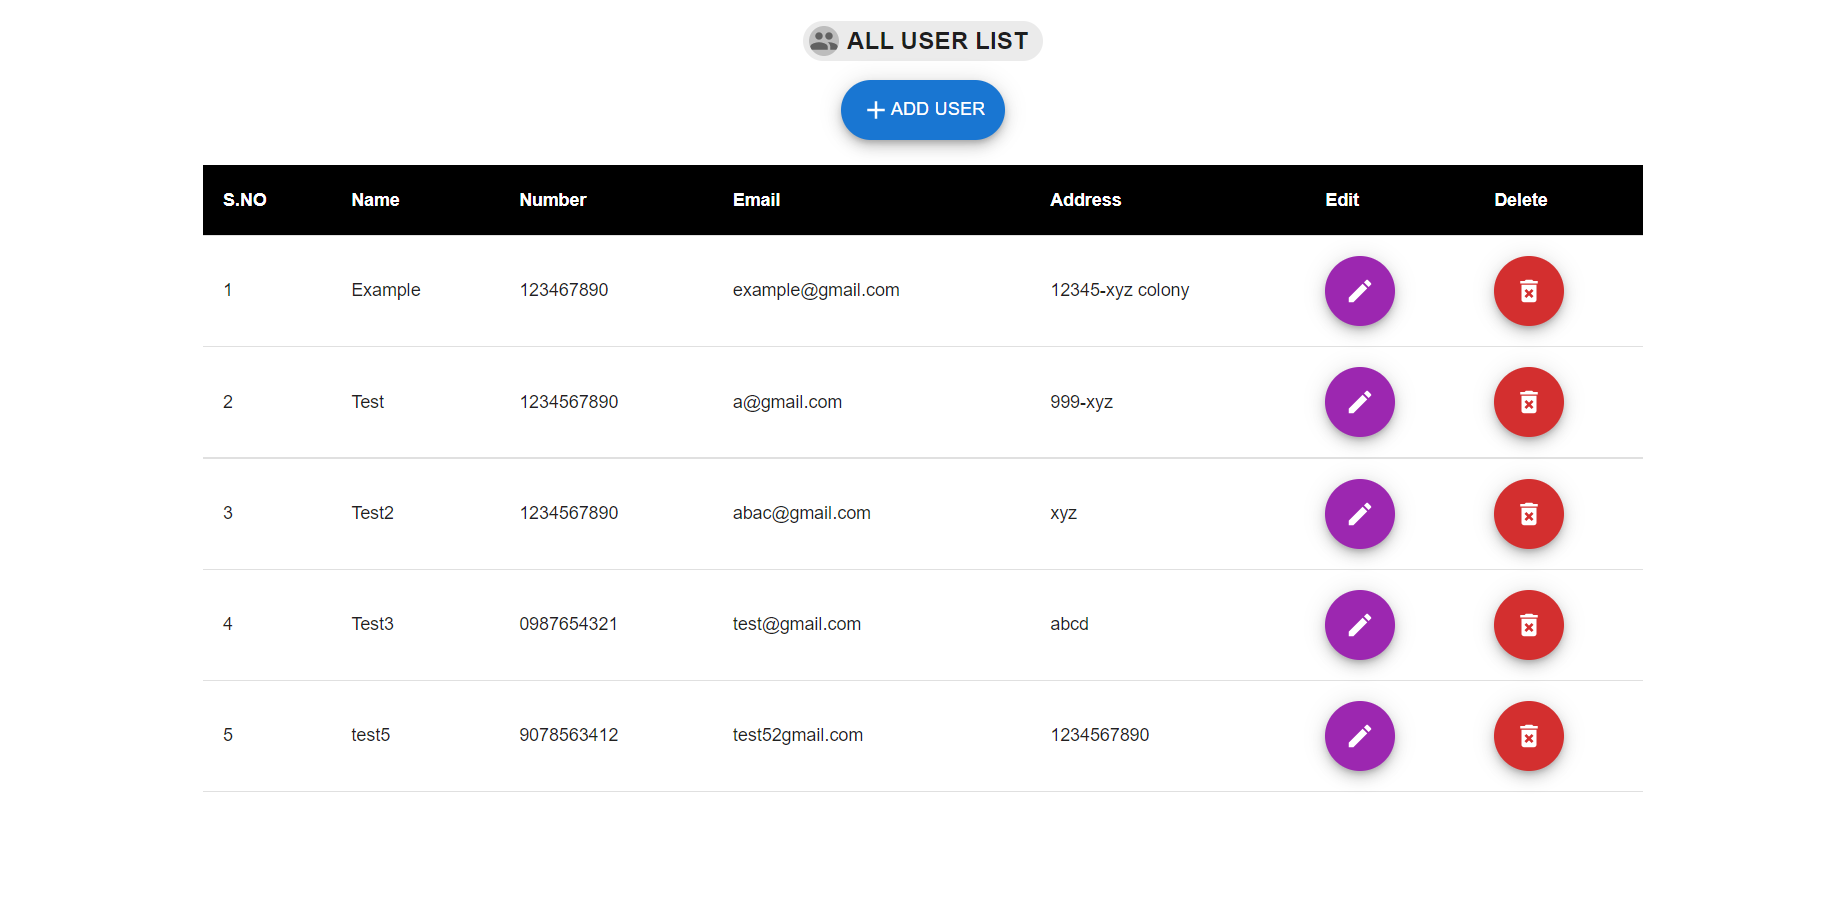 ALL USER LIST
ADD USER
S.NO Name Number Email Address Edit Delete
1 Example 123467890 example@gmail.com 12345-xyz colony
2 Test 1234567890 a@gmail.com 999-xyz
3 Test2 1234567890 abac@gmail.com xyz
4 Test3 0987654321 test@gmail.com abcd
5 test5 9078563412 test52gmail.com 1234567890